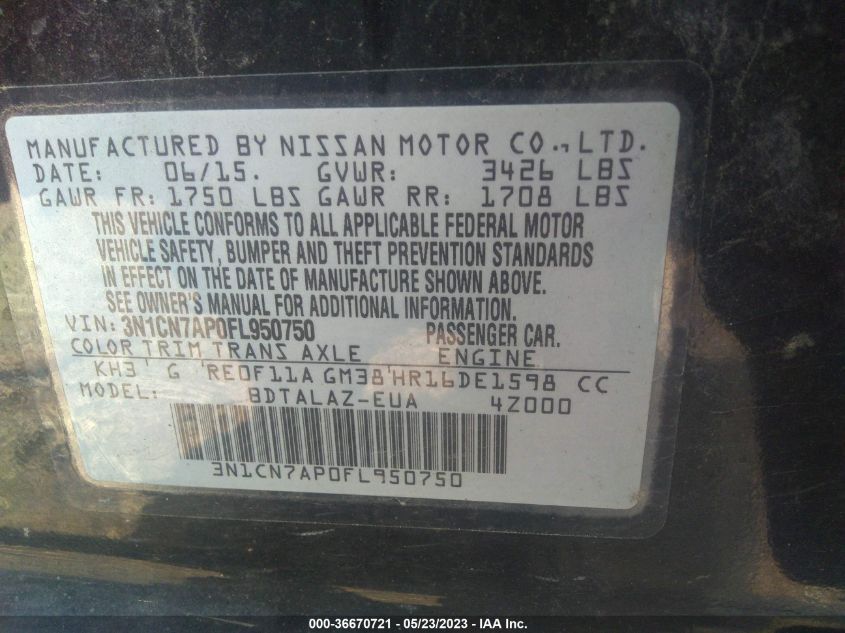 MANUFACTURED BY NISSAN MOTOR CO.,LTD.
DATE: 06/15. GVWR: 3426 LBS
GAWR FR: 1750 LBS GAWR RR: 1708 LBS
THIS VEHICLE CONFORMS TO ALL APPLICABLE FEDERAL MOTOR
VEHICLE SAFETY, BUMPER AND THEFT PREVENTION STANDARDS
IN EFFECT ON THE DATE OF MANUFACTURE SHOWN ABOVE.
SEE OWNER'S MANUAL FOR ADDITIONAL INFORMATION.
VIN: 3N1CN7AP0FL950750 PASSENGER CAR.
COLOR TRIM TRANS AXLE ENGINE
KH3 G RE0F11A GM38 HR16DE1598 CC
MODEL: BDTALAZ-EUA 4Z000
3N1CN7AP0FL950750
000-36670721 - 05/23/2023 - IAA Inc.